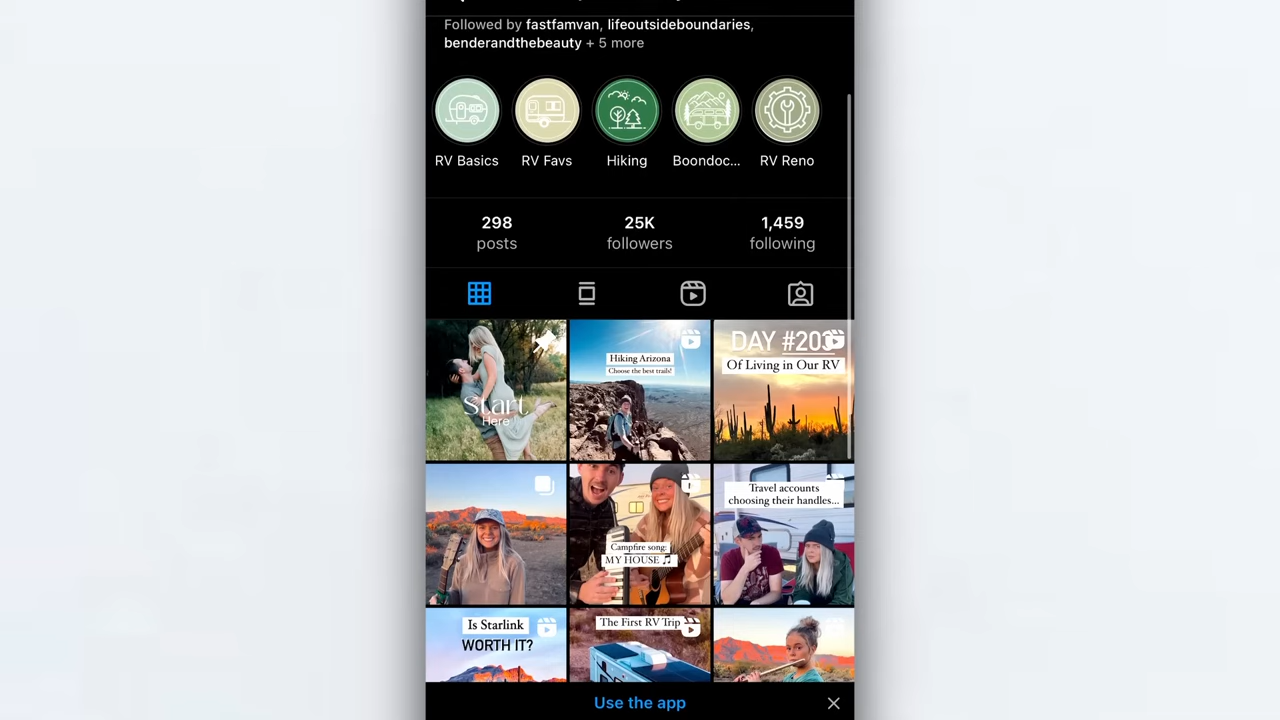 Followed by fastfamvan, lifeoutsideboundaries,
benderandthebeauty + 5 more
RV Basics
RV Favs
Hiking
Boondoc...
RV Reno
298
posts
25K
followers
1,459
following
Start
Here
Hiking Arizona
Choose the best trails!
DAY #203
Of Living in Our RV
Campfire song:
MY HOUSE 🎵
Travel accounts
choosing their handles...
Is Starlink
WORTH IT?
The First RV Trip
Use the app